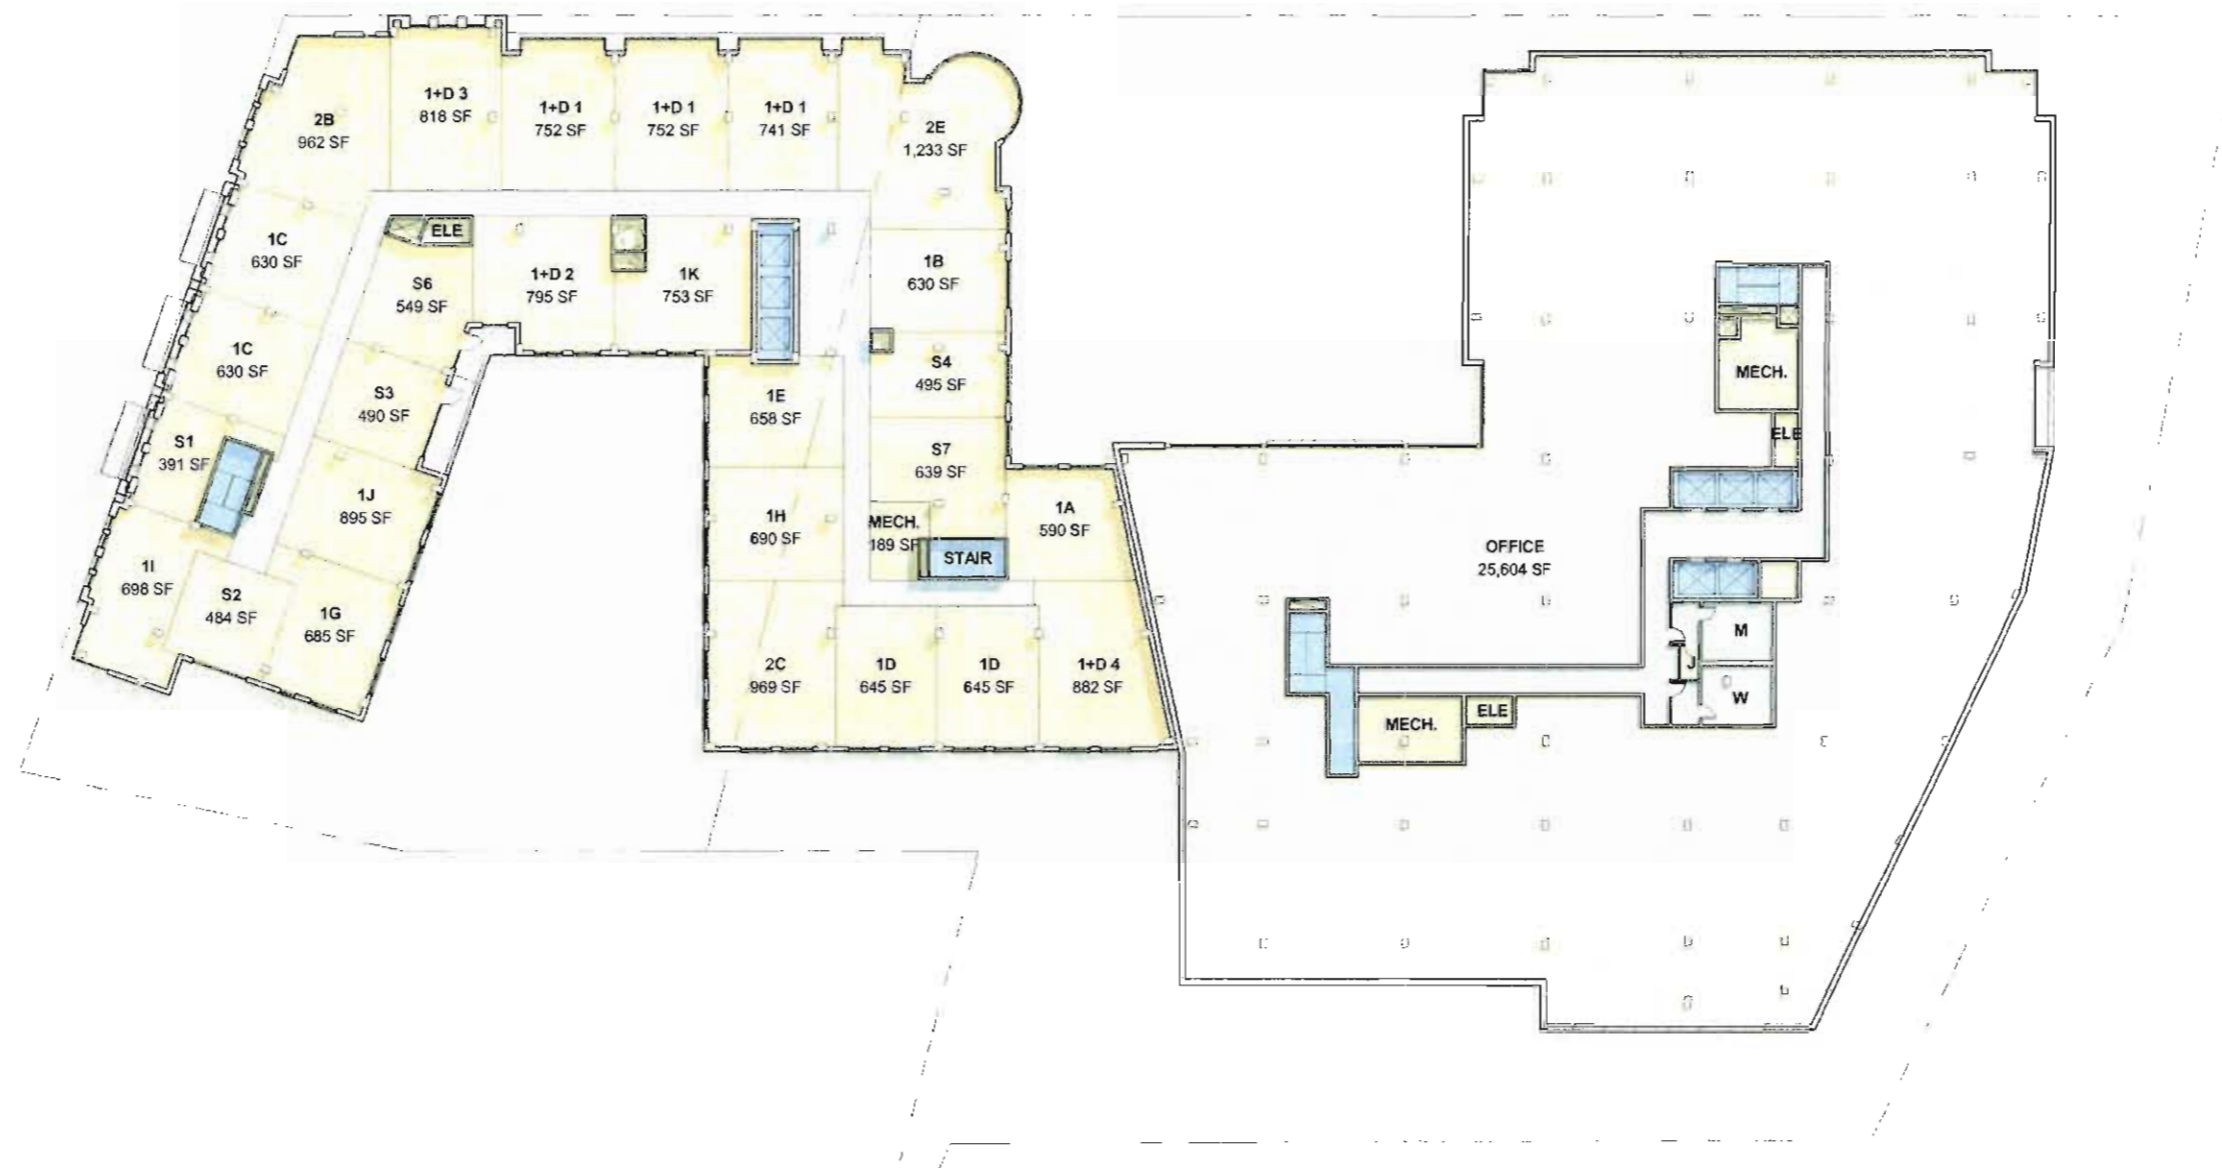 2B
962 SF
1+D 3
818 SF
1+D 1
752 SF
1+D 1
752 SF
1+D 1
741 SF
2E
1,233 SF
1C
630 SF
ELE
S6
549 SF
1+D 2
795 SF
1K
753 SF
1B
630 SF
1C
630 SF
S3
490 SF
1E
658 SF
S4
495 SF
S1
391 SF
1J
895 SF
S7
639 SF
1H
690 SF
MECH.
189 SF
STAIR
1A
590 SF
1I
698 SF
S2
484 SF
1G
685 SF
2C
969 SF
1D
645 SF
1D
645 SF
1+D 4
882 SF
MECH.
ELE
OFFICE
25,604 SF
M
J
W
MECH.
ELE